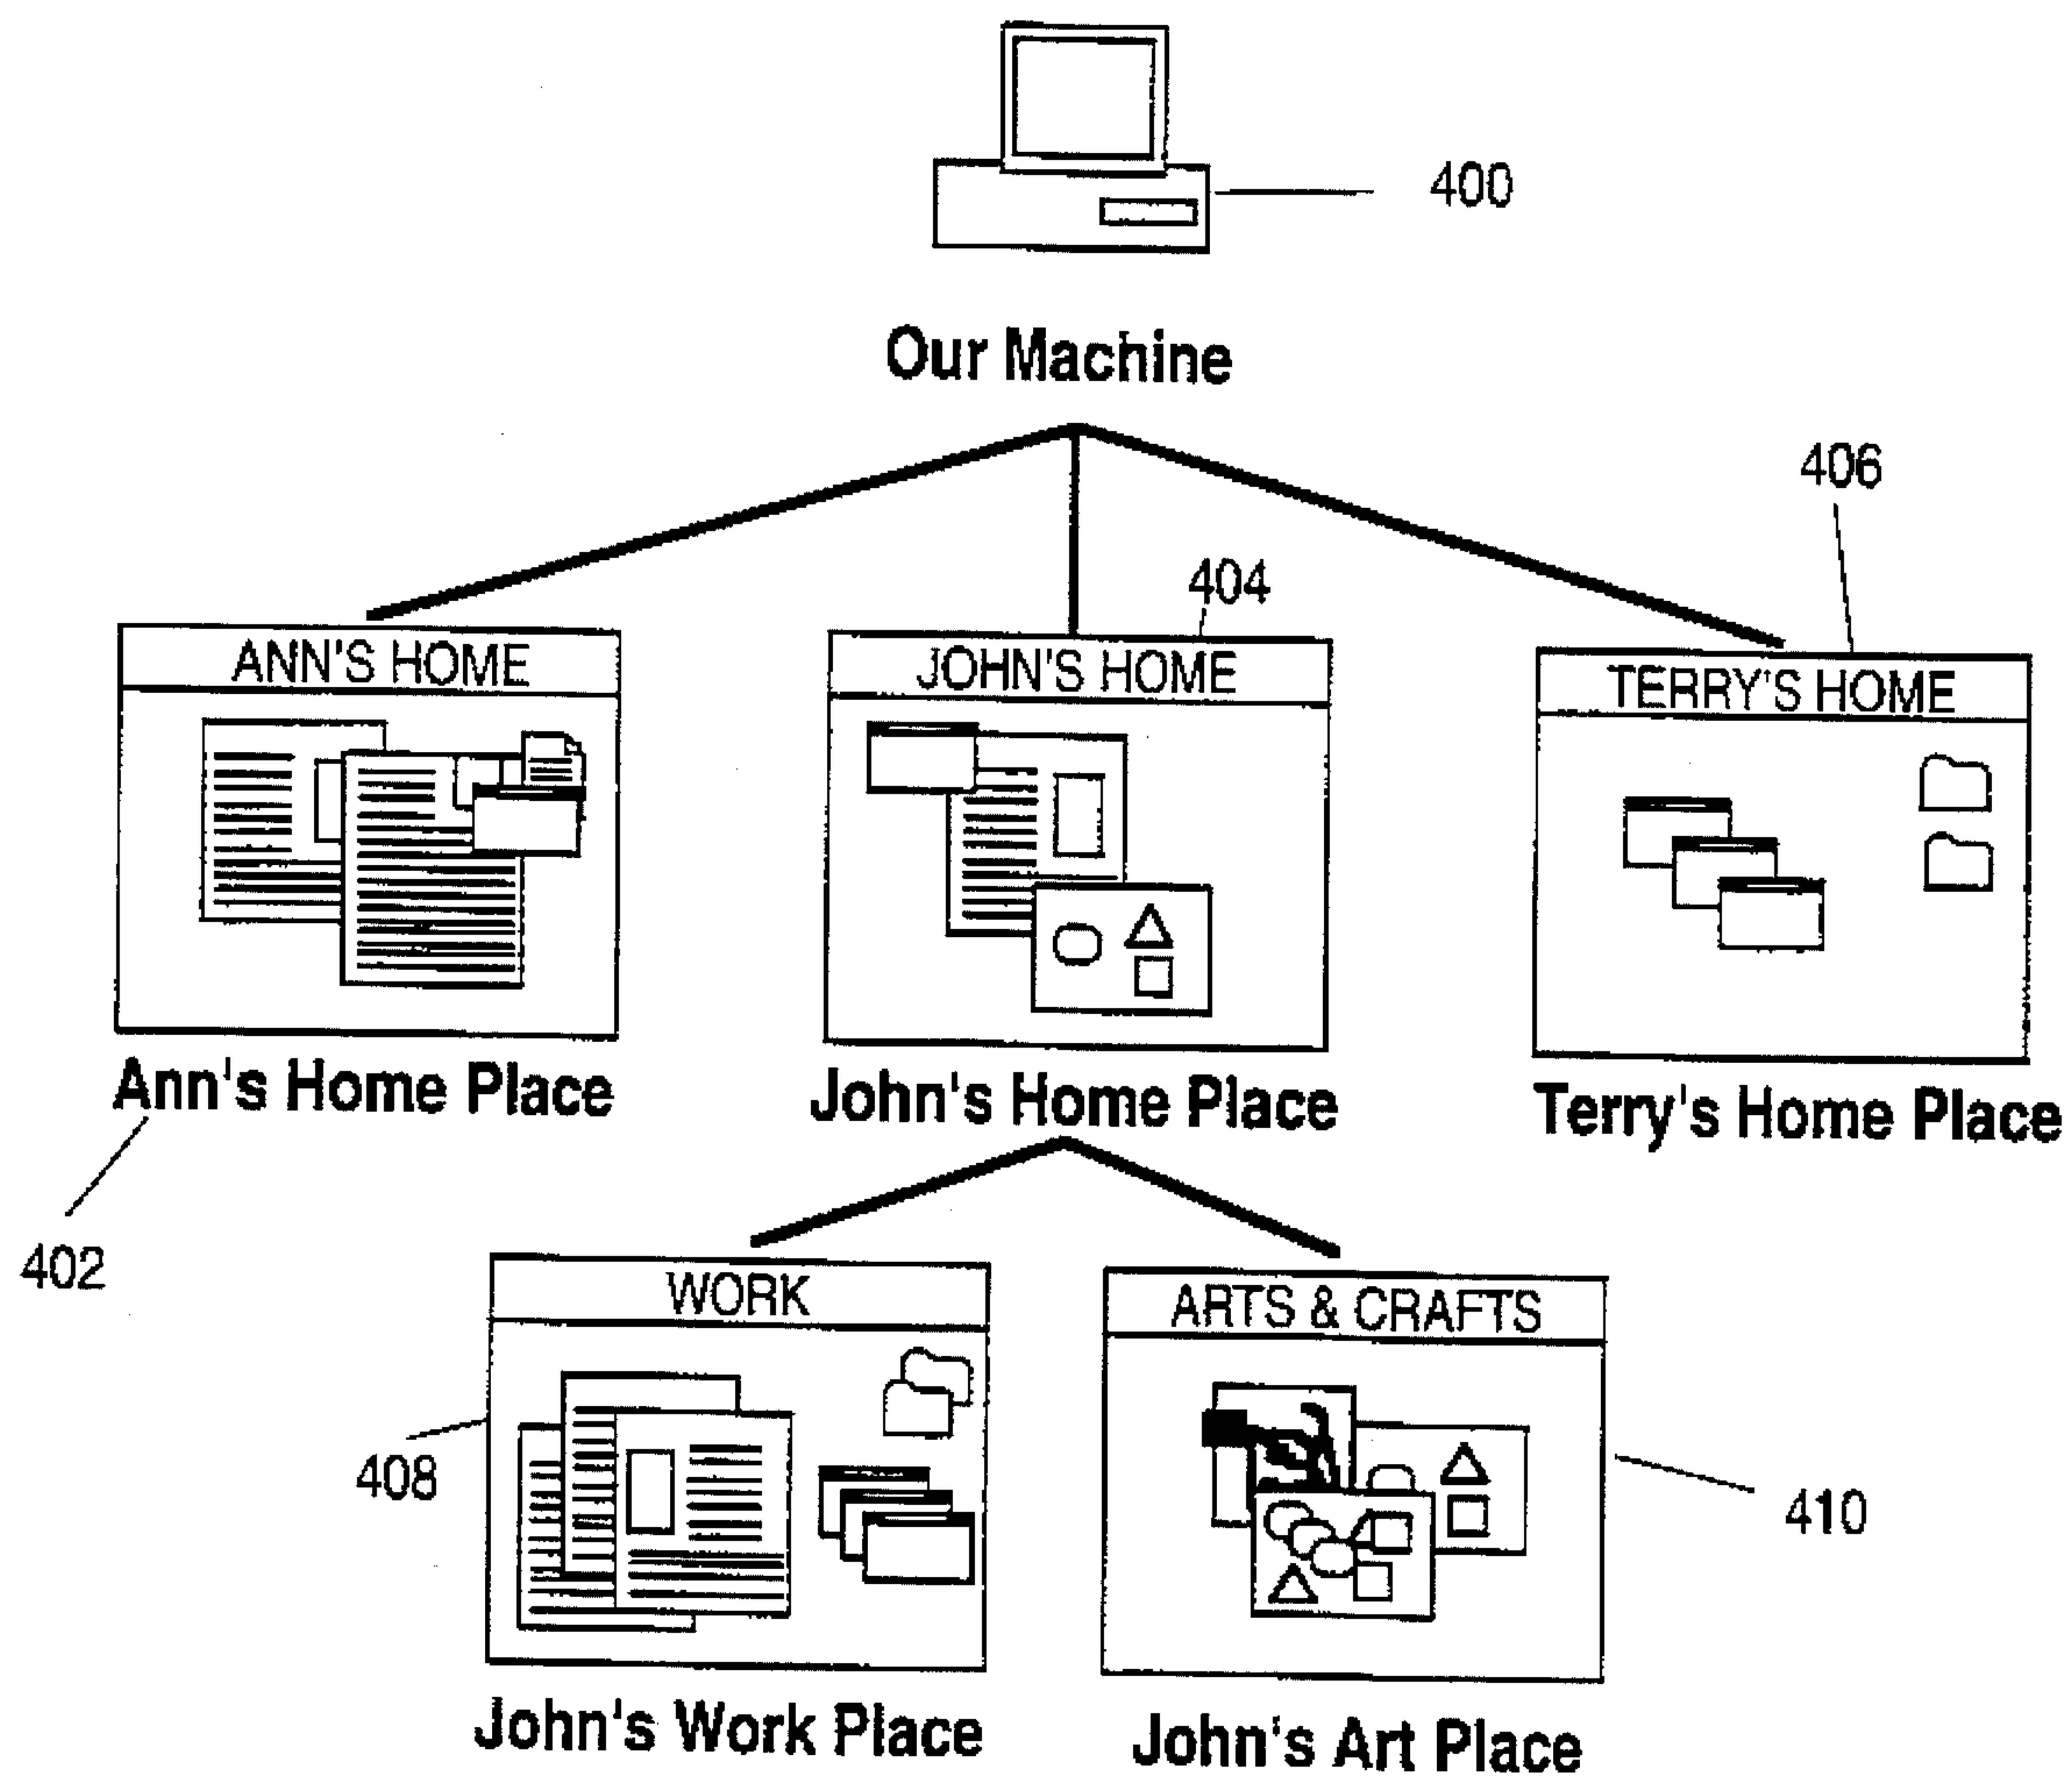 400
Our Machine
406
404
ANN'S HOME
JOHN'S HOME
TERRY'S HOME
Ann's Home Place
John's Home Place
Terry's Home Place
402
WORK
ARTS & CRAFTS
408
410
John's Work Place
John's Art Place